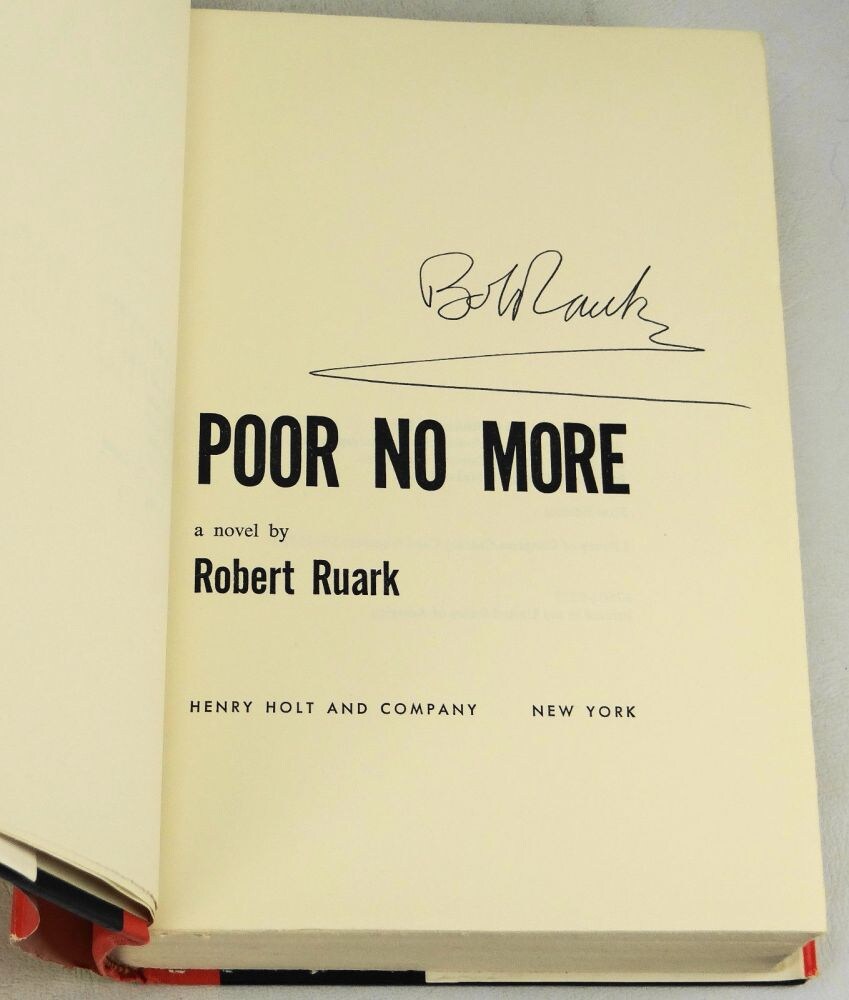 Bob Ruark
POOR NO MORE
a novel by
Robert Ruark
HENRY HOLT AND COMPANY NEW YORK